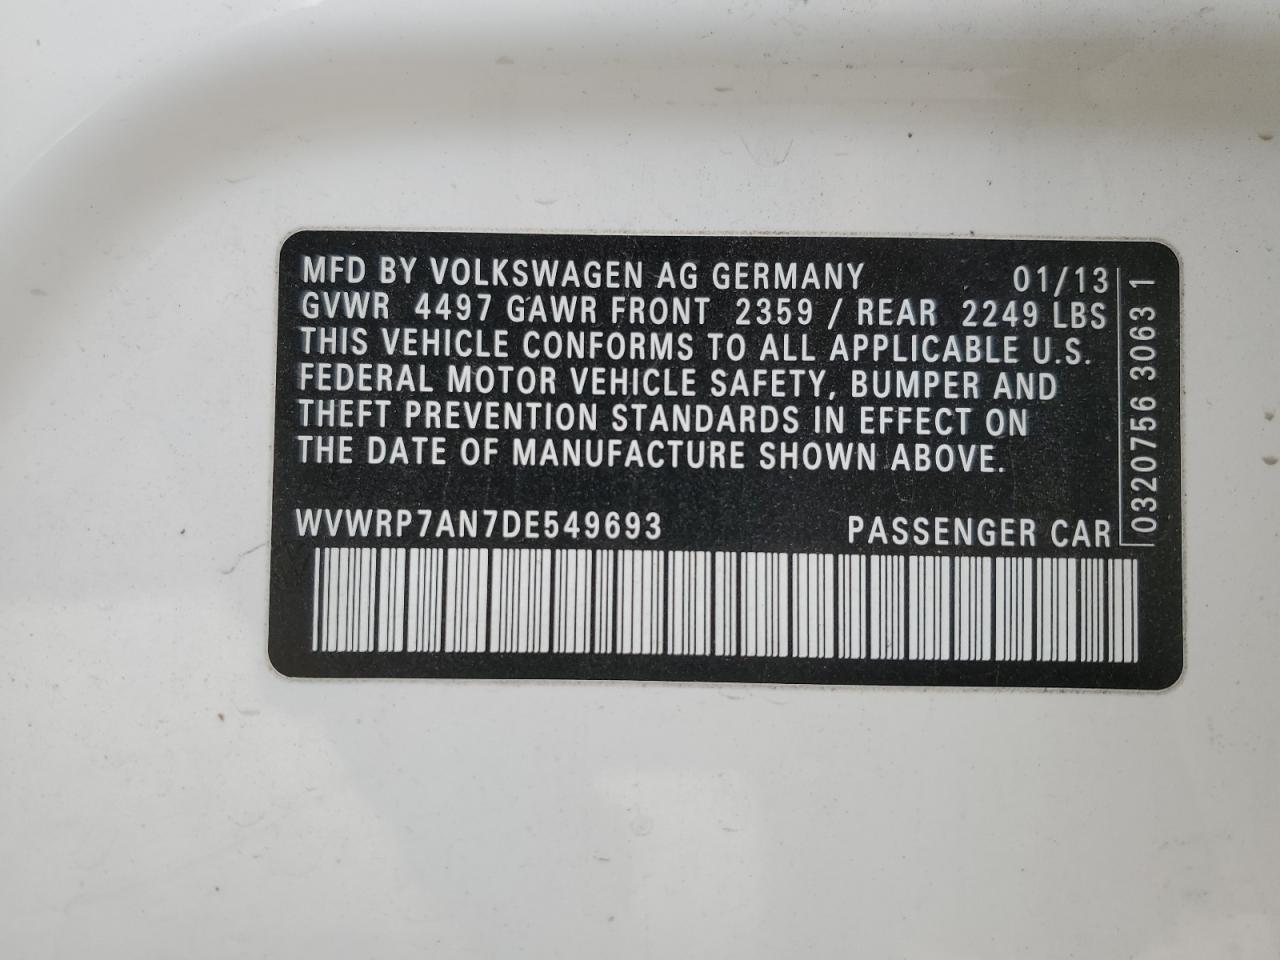 MFD BY VOLKSWAGEN AG GERMANY 01/13
GVWR 4497 GAWR FRONT 2359 / REAR 2249 LBS
THIS VEHICLE CONFORMS TO ALL APPLICABLE U.S.
FEDERAL MOTOR VEHICLE SAFETY, BUMPER AND
THEFT PREVENTION STANDARDS IN EFFECT ON
THE DATE OF MANUFACTURE SHOWN ABOVE.
WVWRP7AN7DE549693 PASSENGER CAR
0320756 3063 1